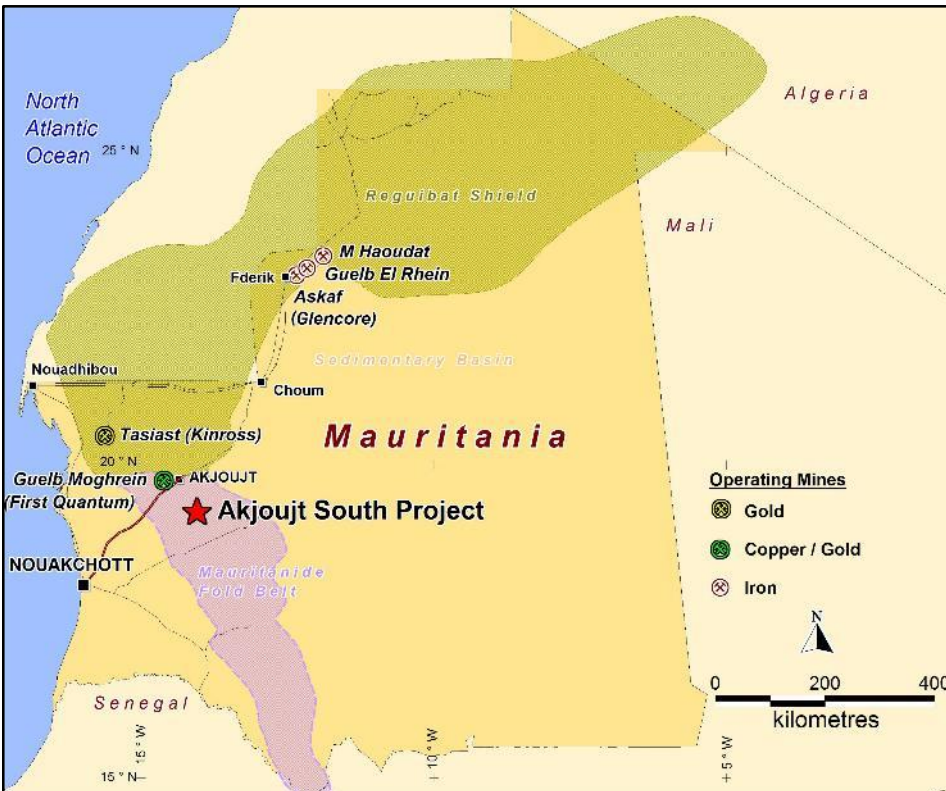 North
Atlantic
Ocean
25 ° N
Algeria
Reguibat Shield
Mali
M Haoudat
Fderik
Guelb El Rhein
Askaf
(Glencore)
Sedimentary Basin
Nouadhibou
Choum
Tasiast (Kinross)
Mauritania
20 ° N
Guelb Moghrein
(First Quantum)
AKJOUJT
Akjoujt South Project
NOUAKCHOTT
Mauritanide
Fold Belt
Operating Mines
Gold
Copper / Gold
Iron
N
0 200 400
kilometres
Senegal
15 ° W
10 ° W
5 ° W
15 ° N